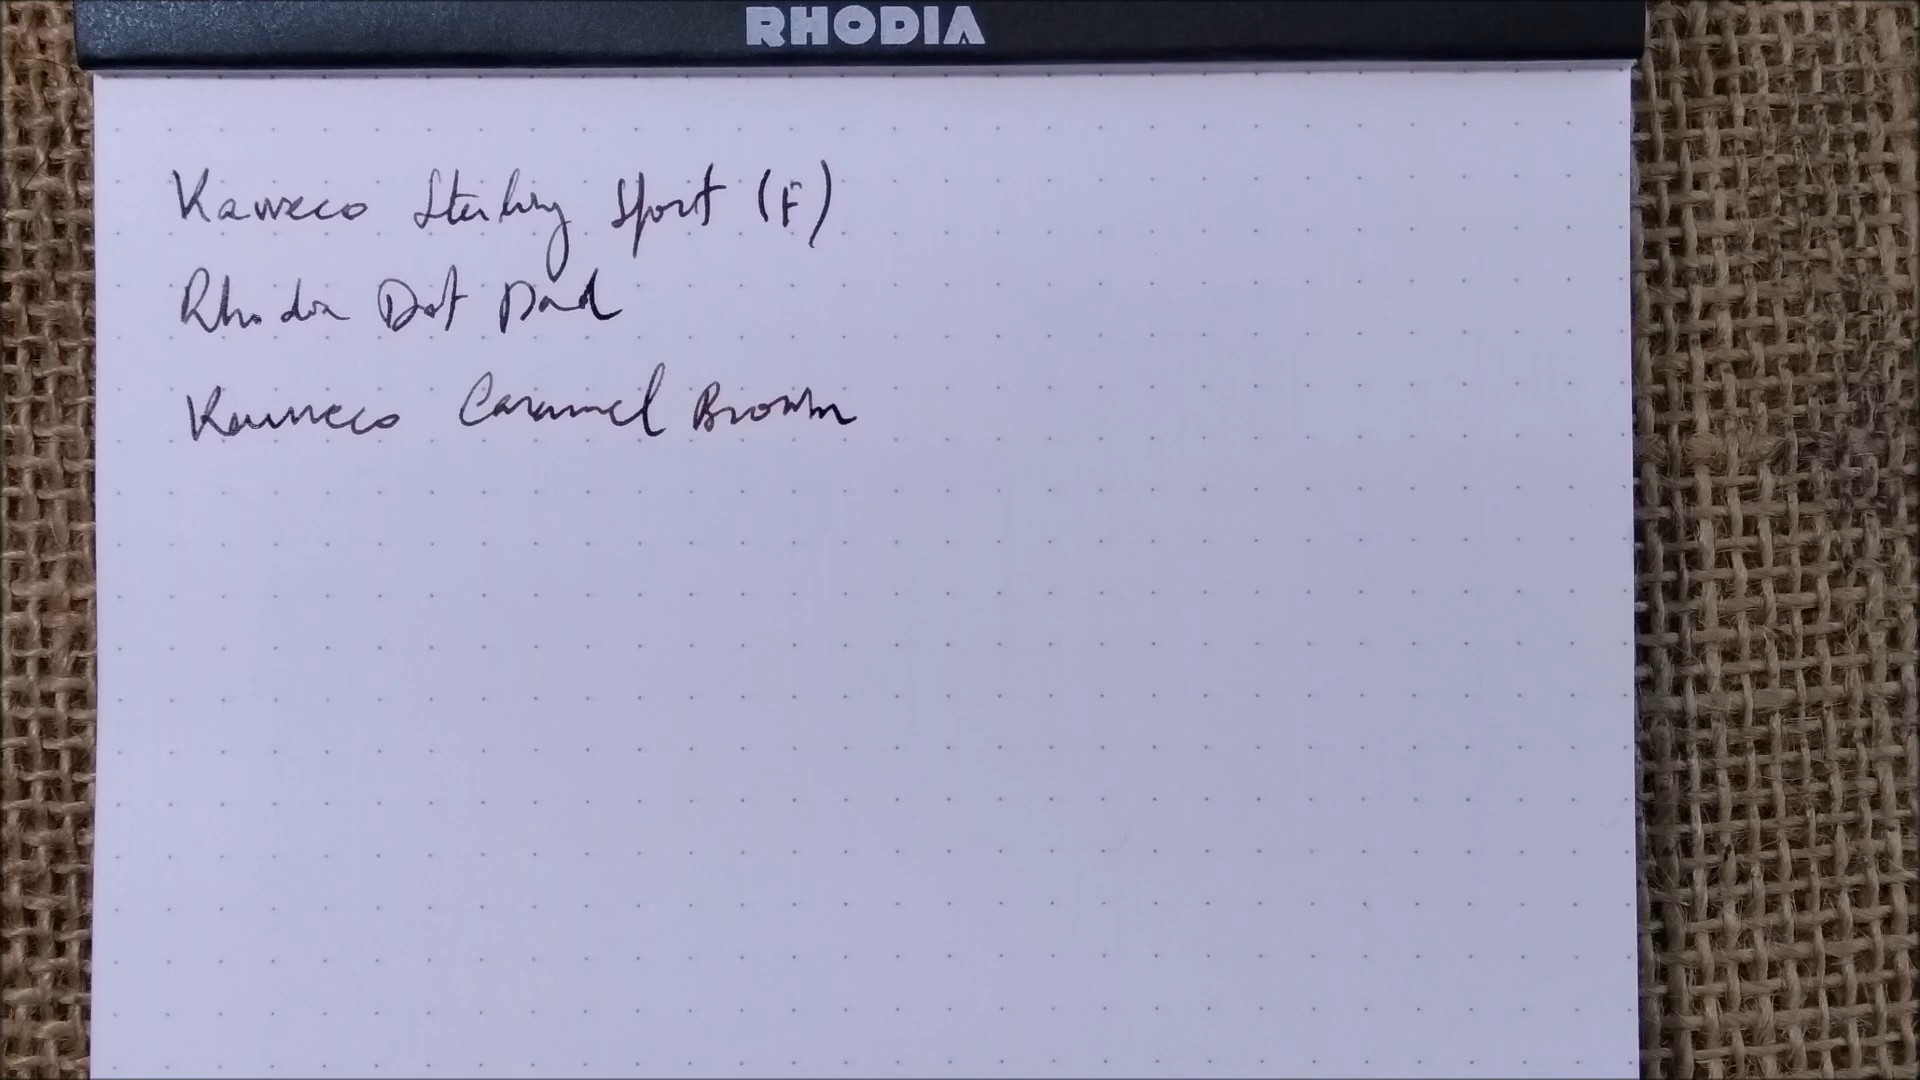 RHODIA
Kaweco Sterling Sport (F)
Rhodia Dot Pad
Kaweco Caramel Brown